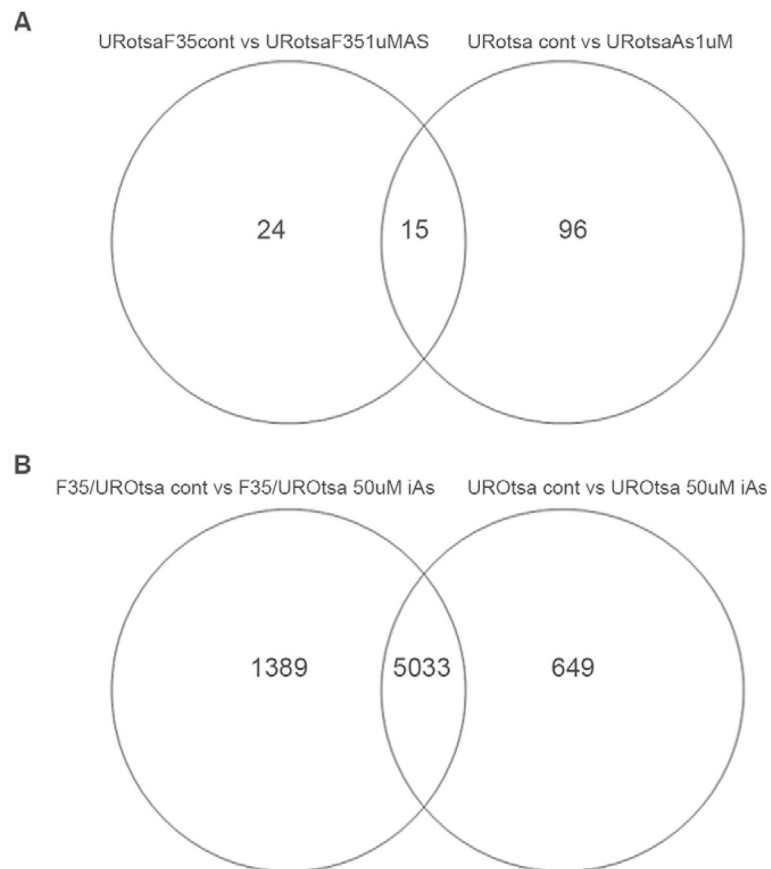 A
URotsaF35cont vs URotsaF351uMAS URotsa cont vs URotsaAs1uM
24 15 96
B
F35/UROtsa cont vs F35/UROtsa 50uM iAs UROtsa cont vs UROtsa 50uM iAs
1389 5033 649